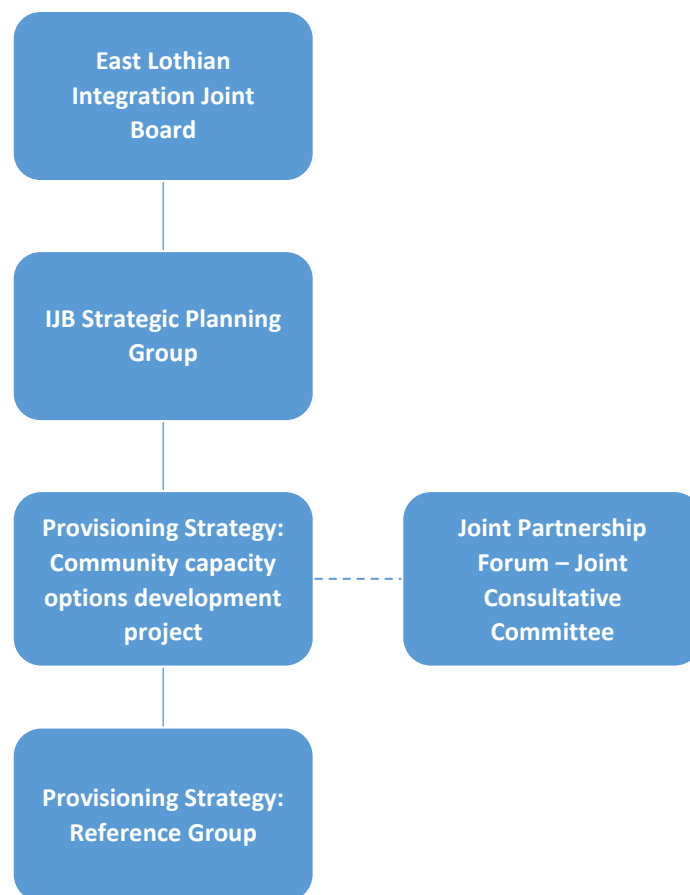 East Lothian
Integration Joint
Board
IJB Strategic Planning
Group
Provisioning Strategy:
Community capacity
options development
project
Joint Partnership
Forum – Joint
Consultative
Committee
Provisioning Strategy:
Reference Group